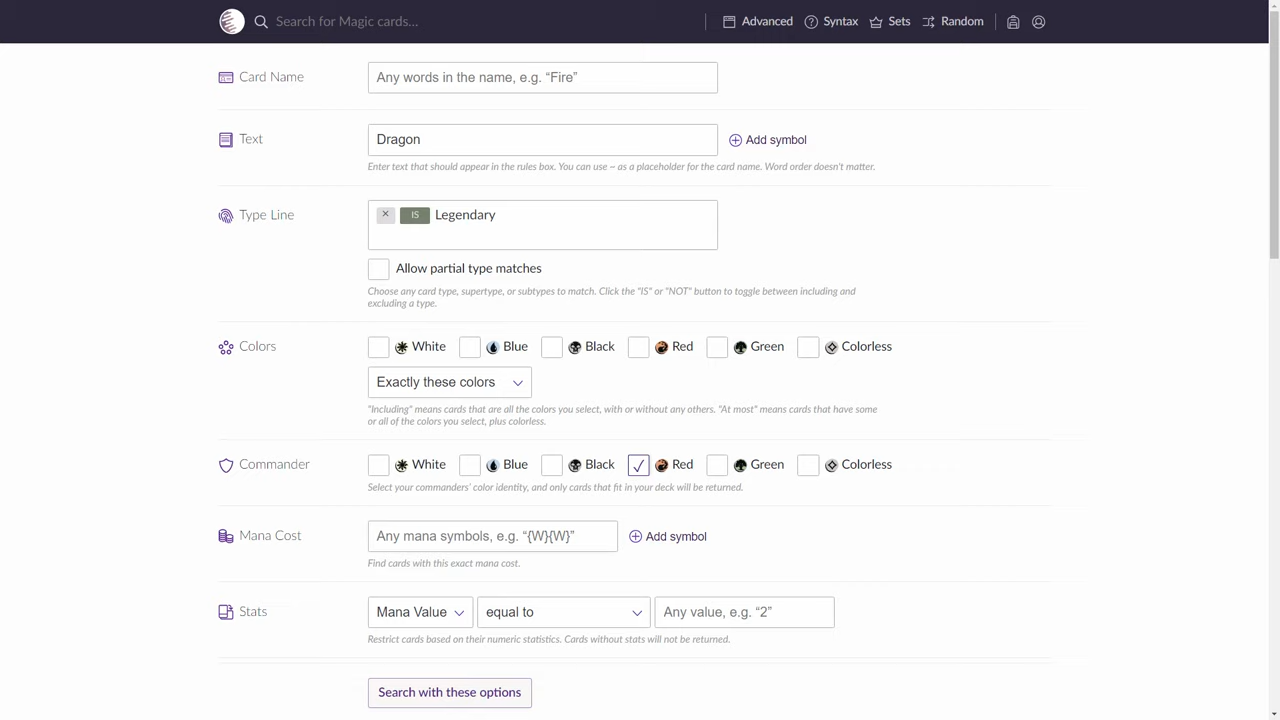 Search for Magic cards...
Advanced
Syntax
Sets
Random
Card Name
Any words in the name, e.g. “Fire”
Text
Dragon
Add symbol
Enter text that should appear in the rules box. You can use ~ as a placeholder for the card name. Word order doesn't matter.
Type Line
× IS Legendary
Allow partial type matches
Choose any card type, supertype, or subtypes to match. Click the "IS" or "NOT" button to toggle between including and
excluding a type.
Colors
White Blue Black Red Green Colorless
Exactly these colors
"Including" means cards that are all the colors you select, with or without any others. "At most" means cards that have some
or all of the colors you select, plus colorless.
Commander
White Blue Black Red Green Colorless
Select your commanders' color identity, and only cards that fit in your deck will be returned.
Mana Cost
Any mana symbols, e.g. “{W}{W}”
Add symbol
Find cards with this exact mana cost.
Stats
Mana Value
equal to
Any value, e.g. “2”
Restrict cards based on their numeric statistics. Cards without stats will not be returned.
Search with these options